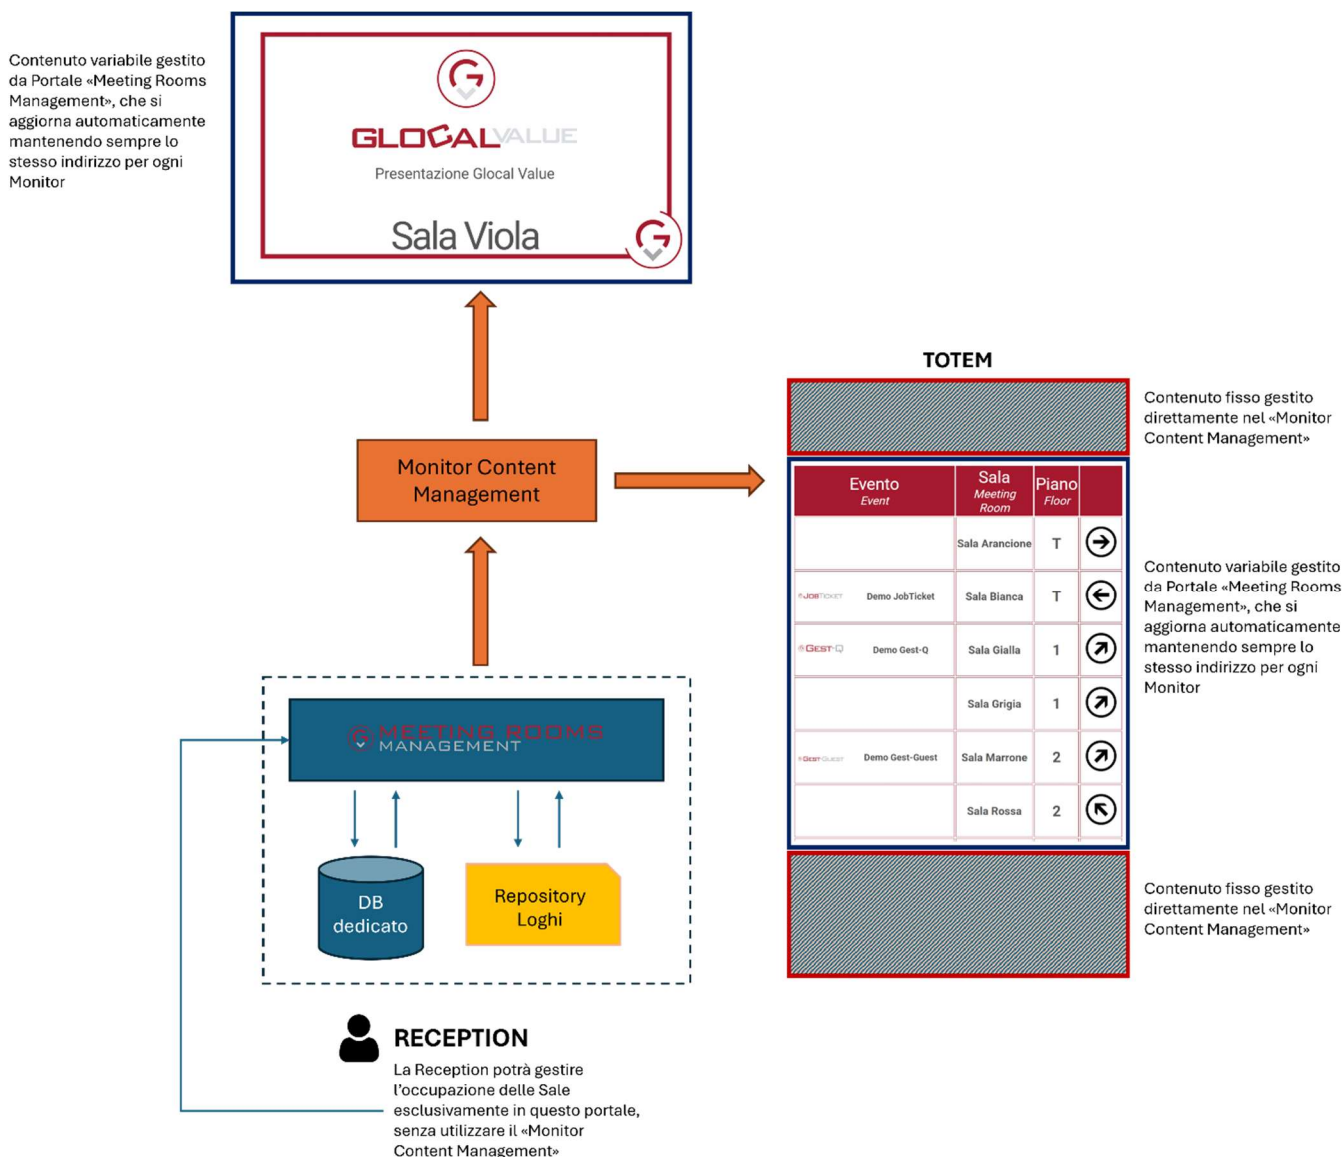 Contenuto variabile gestito
da Portale «Meeting Rooms
Management», che si
aggiorna automaticamente
mantenendo sempre lo
stesso indirizzo per ogni
Monitor
G
GLOCALVALUE
Presentazione Glocal Value
Sala Viola
G
Monitor Content
Management
TOTEM
Contenuto fisso gestito
direttamente nel «Monitor
Content Management»
Evento
Event
Sala
Meeting
Room
Piano
Floor
Sala Arancione T
JOBTICKET Demo JobTicket Sala Bianca T
GEST-Q Demo Gest-Q Sala Gialla 1
Sala Grigia 1
GEST-GUEST Demo Gest-Guest Sala Marrone 2
Sala Rossa 2
Contenuto variabile gestito
da Portale «Meeting Rooms
Management», che si
aggiorna automaticamente
mantenendo sempre lo
stesso indirizzo per ogni
Monitor
Contenuto fisso gestito
direttamente nel «Monitor
Content Management»
G MEETING ROOMS
MANAGEMENT
DB
dedicato
Repository
Loghi
RECEPTION
La Reception potrà gestire
l'occupazione delle Sale
esclusivamente in questo portale,
senza utilizzare il «Monitor
Content Management»